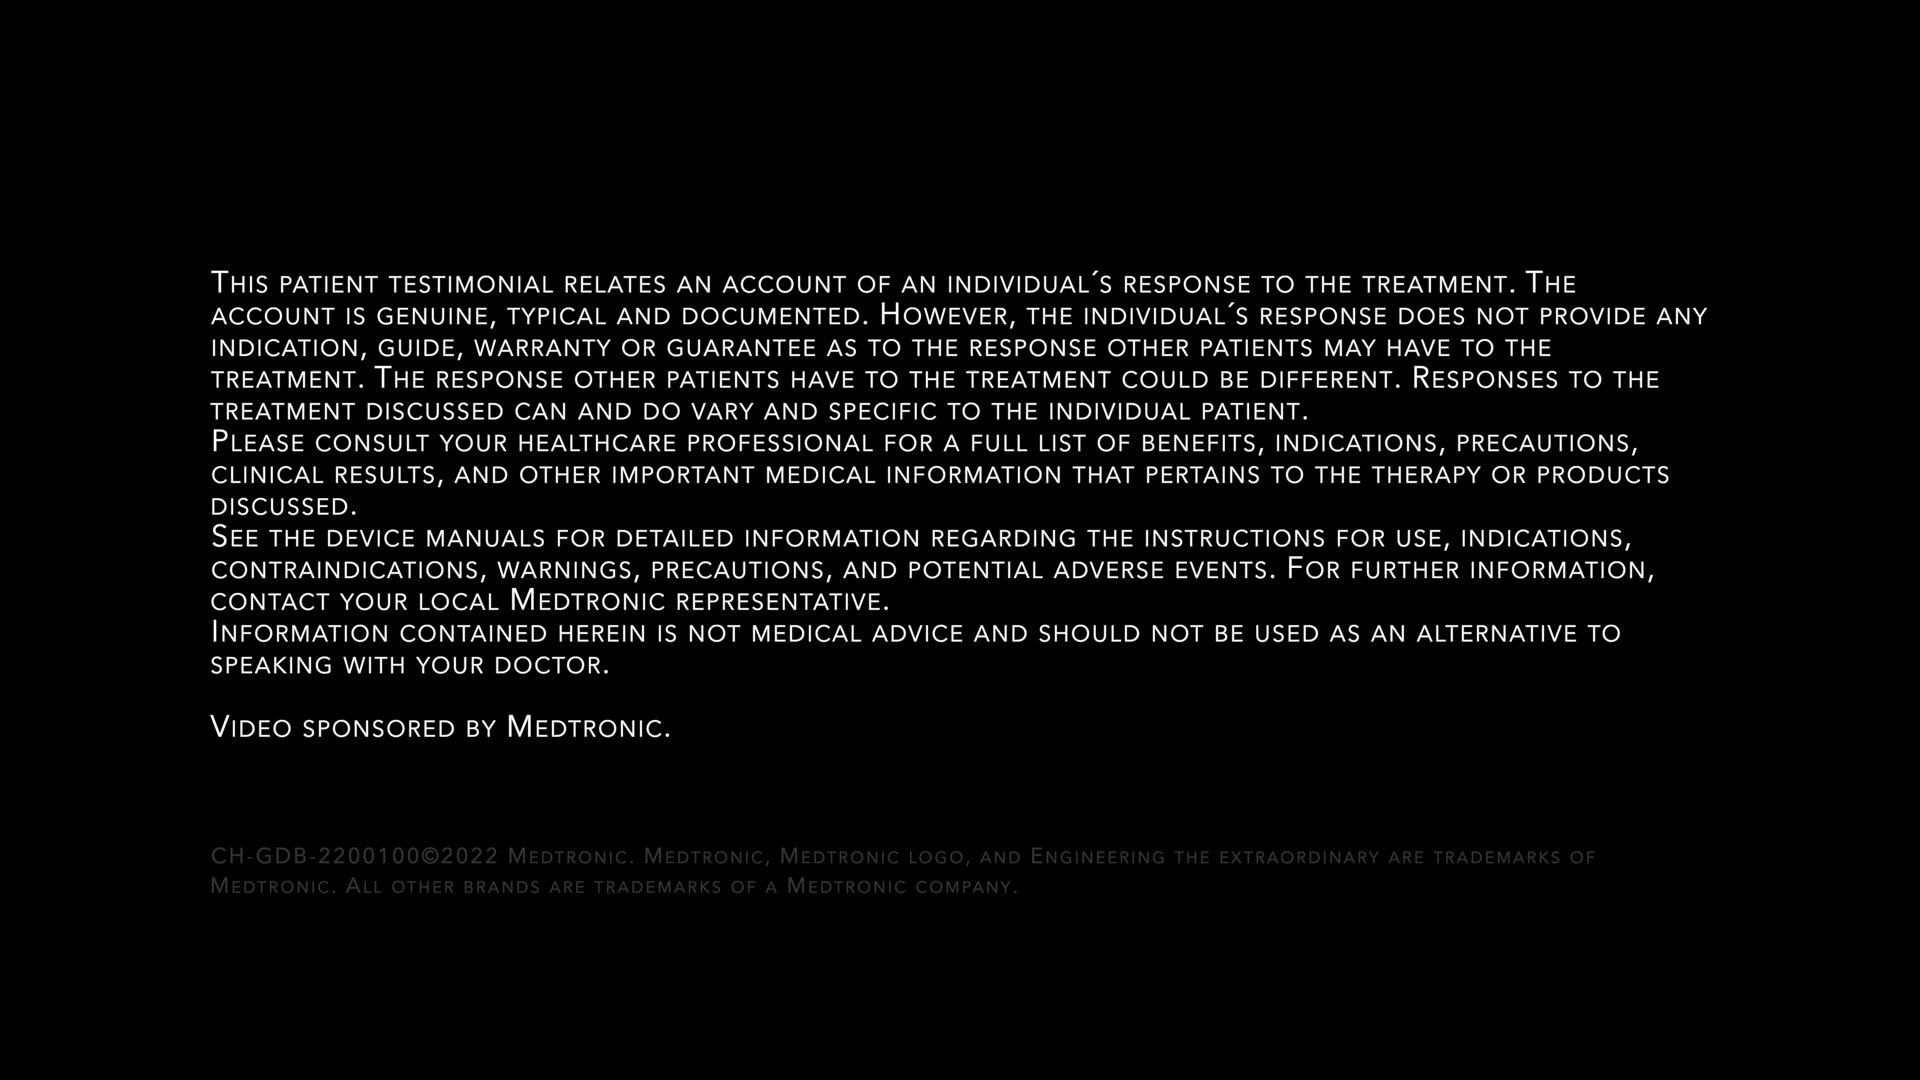 This patient testimonial relates an account of an individual´s response to the treatment. The
account is genuine, typical and documented. However, the individual´s response does not provide any
indication, guide, warranty or guarantee as to the response other patients may have to the
treatment. The response other patients have to the treatment could be different. Responses to the
treatment discussed can and do vary and specific to the individual patient.
Please consult your healthcare professional for a full list of benefits, indications, precautions,
clinical results, and other important medical information that pertains to the therapy or products
discussed.
See the device manuals for detailed information regarding the instructions for use, indications,
contraindications, warnings, precautions, and potential adverse events. For further information,
contact your local Medtronic representative.
Information contained herein is not medical advice and should not be used as an alternative to
speaking with your doctor.
Video sponsored by Medtronic.
CH-GDB-2200100©2022 Medtronic. Medtronic, Medtronic logo, and Engineering the extraordinary are trademarks of
Medtronic. All other brands are trademarks of a Medtronic company.